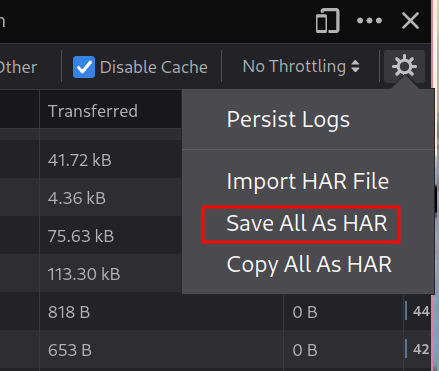 Other
Disable Cache
No Throttling
Transferred
Persist Logs
41.72 kB
Import HAR File
4.36 kB
75.63 kB
Save All As HAR
113.30 kB
Copy All As HAR
818 B
0 B
44
653 B
0 B
42